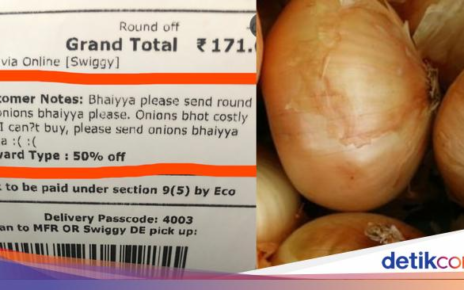 Round off
Grand Total ₹171.
via Online [Swiggy]
tomer Notes: Bhaiyya please send round
onions bhaiyya please. Onions bhot costly
I can?t buy, please send onions bhaiyya
a :( :(
ward Type : 50% off
to be paid under section 9(5) by Eco
Delivery Passcode: 4003
an to MFR OR Swiggy DE pick up:
detikcom